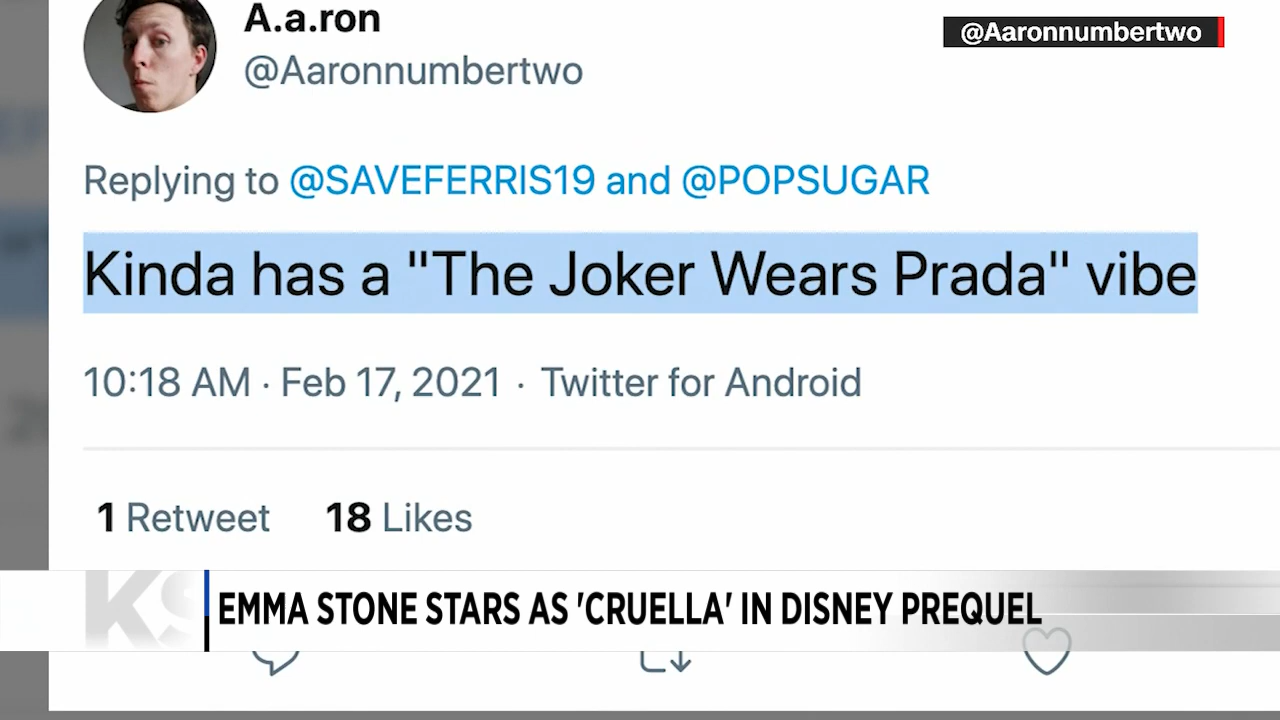 A.a.ron
@Aaronnumbertwo
@Aaronnumbertwo
Replying to @SAVEFERRIS19 and @POPSUGAR
Kinda has a "The Joker Wears Prada" vibe
10:18 AM · Feb 17, 2021 · Twitter for Android
1 Retweet 18 Likes
KS
EMMA STONE STARS AS 'CRUELLA' IN DISNEY PREQUEL